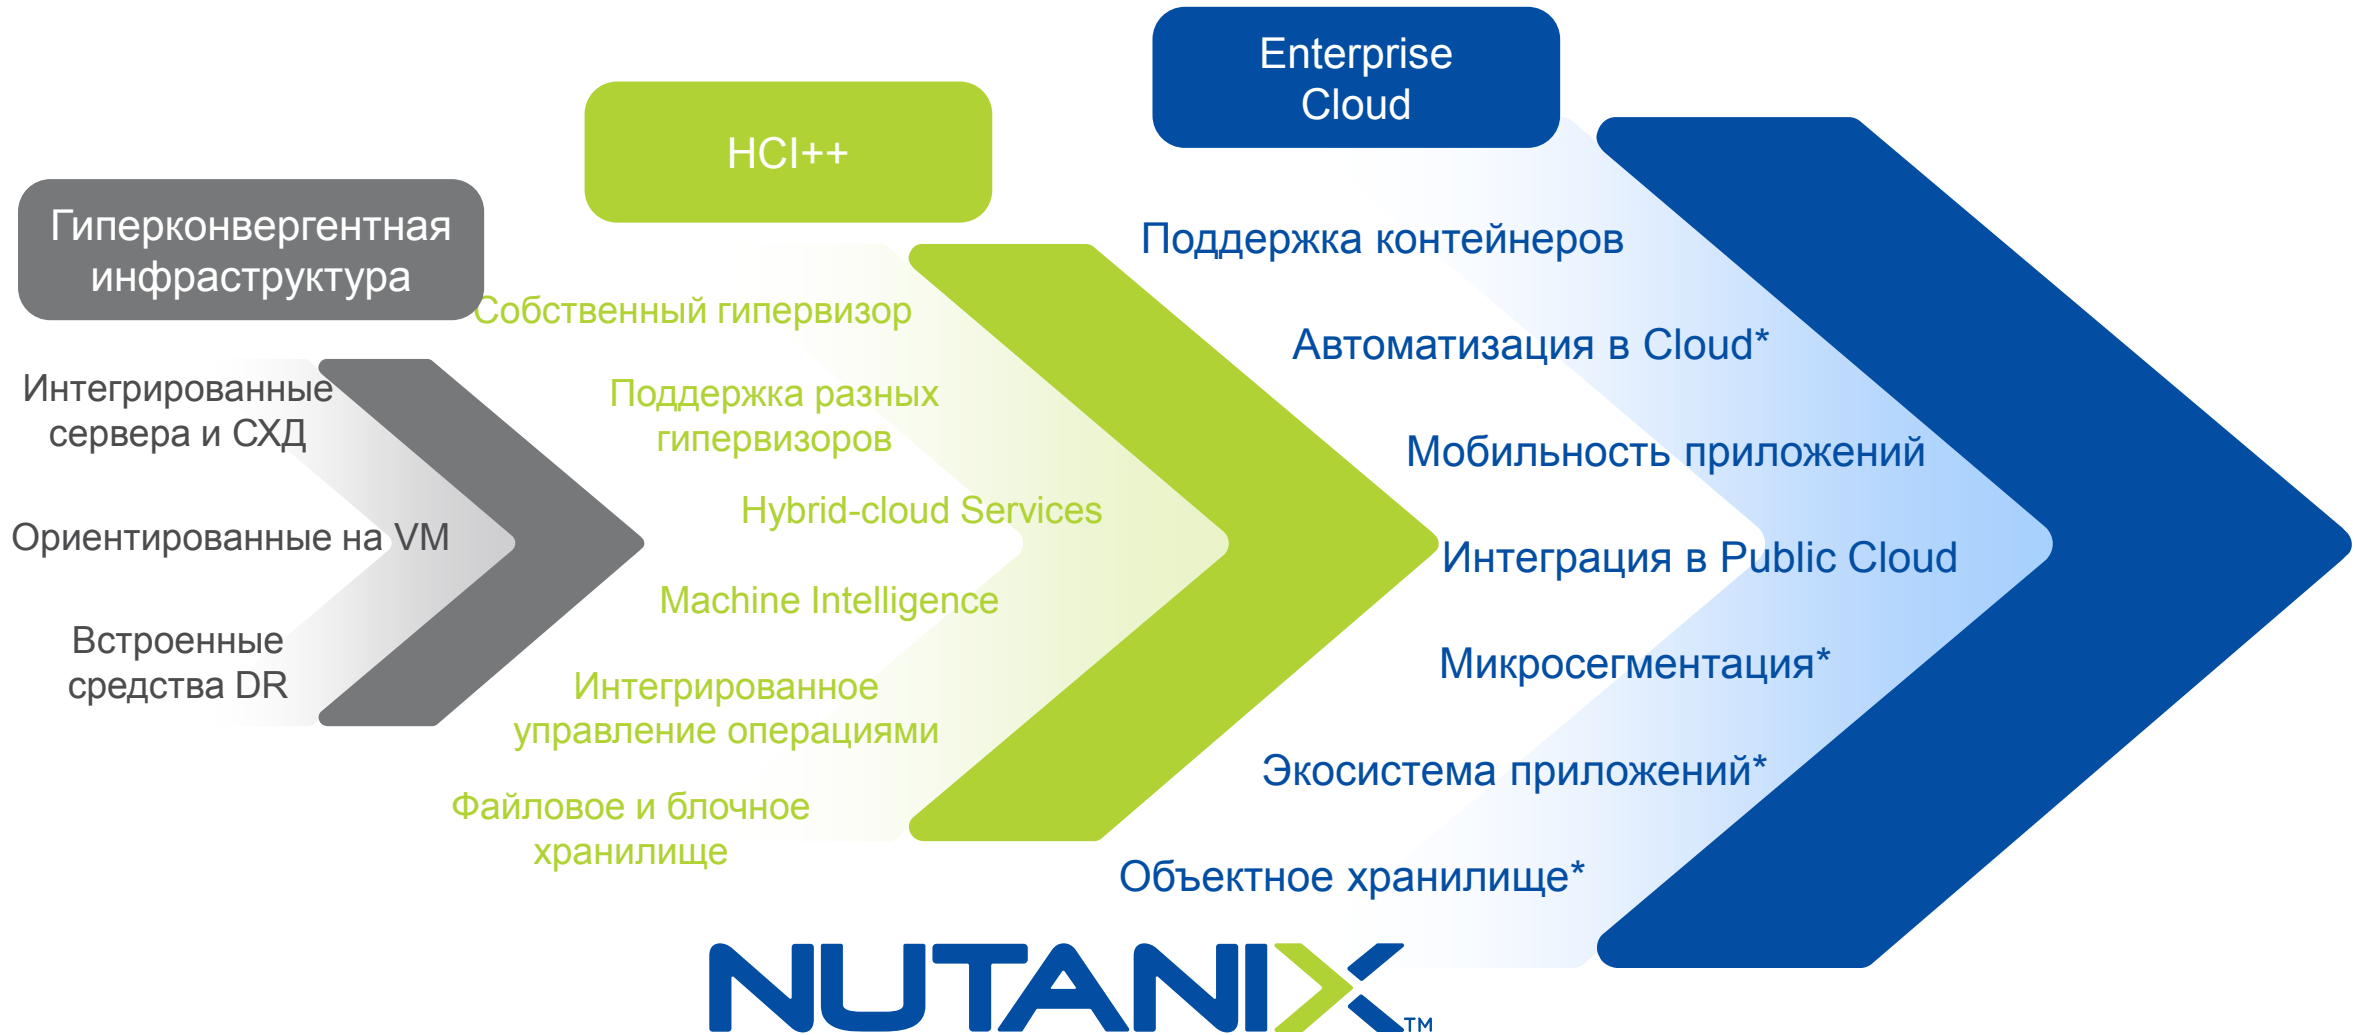 Гиперконвергентная
инфраструктура
Интегрированные
сервера и СХД
Ориентированные на VM
Встроенные
средства DR
HCI++
Собственный гипервизор
Поддержка разных
гипервизоров
Hybrid-cloud Services
Machine Intelligence
Интегрированное
управление операциями
Файловое и блочное
хранилище
Enterprise
Cloud
Поддержка контейнеров
Автоматизация в Cloud*
Мобильность приложений
Интеграция в Public Cloud
Микросегментация*
Экосистема приложений*
Объектное хранилище*
NUTANIX™